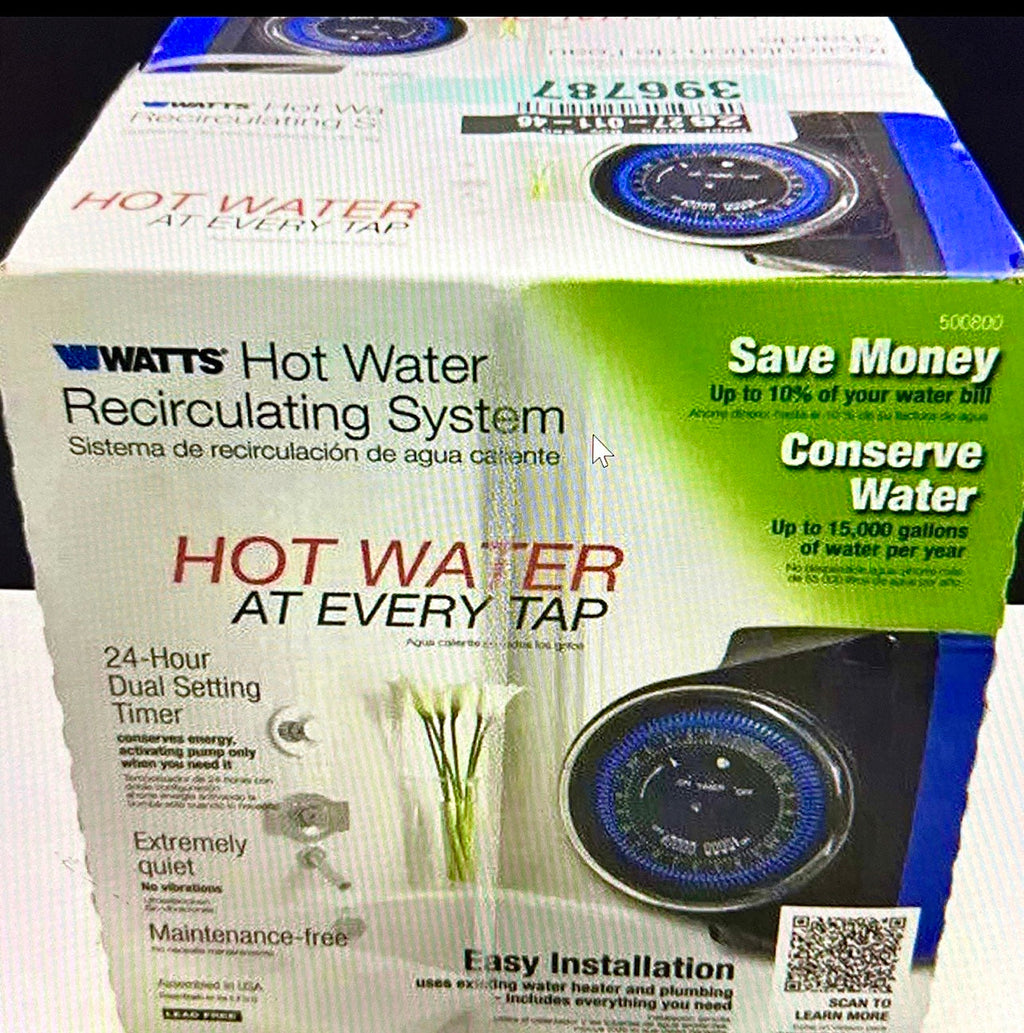 396787
WATTS Hot Wa
Recirculating S
HOT WATER
AT EVERY TAP
500800
WATTS Hot Water
Recirculating System
Sistema de recirculación de agua caliente
Save Money
Up to 10% of your water bill
Conserve
Water
Up to 15,000 gallons
of water per year
HOT WATER
AT EVERY TAP
24-Hour
Dual Setting
Timer
conserves energy,
activating pump only
when you need it
ON TIMER OFF
Extremely
quiet
No vibrations
Maintenance-free
Assembled in USA
LEAD FREE
Easy Installation
uses existing water heater and plumbing
- Includes everything you need
SCAN TO
LEARN MORE